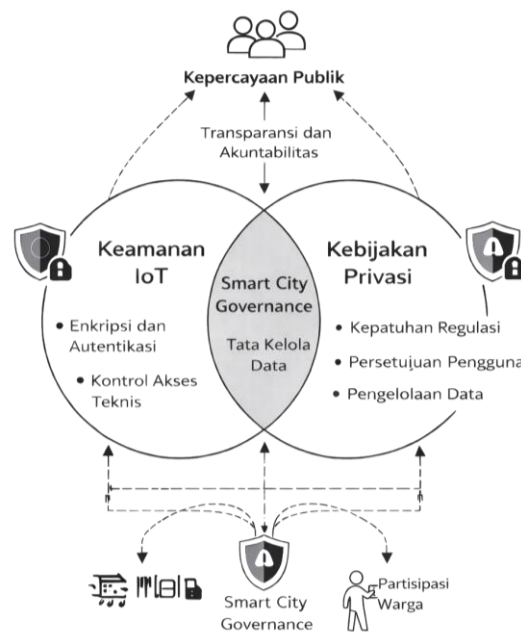 Kepercayaan Publik
Transparansi dan
Akuntabilitas
Keamanan
IoT
• Enkripsi dan
Autentikasi
• Kontrol Akses
Teknis
Smart City
Governance
Tata Kelola
Data
Kebijakan
Privasi
• Kepatuhan Regulasi
• Persetujuan Pengguna
• Pengelolaan Data
Smart City
Governance
Partisipasi
Warga